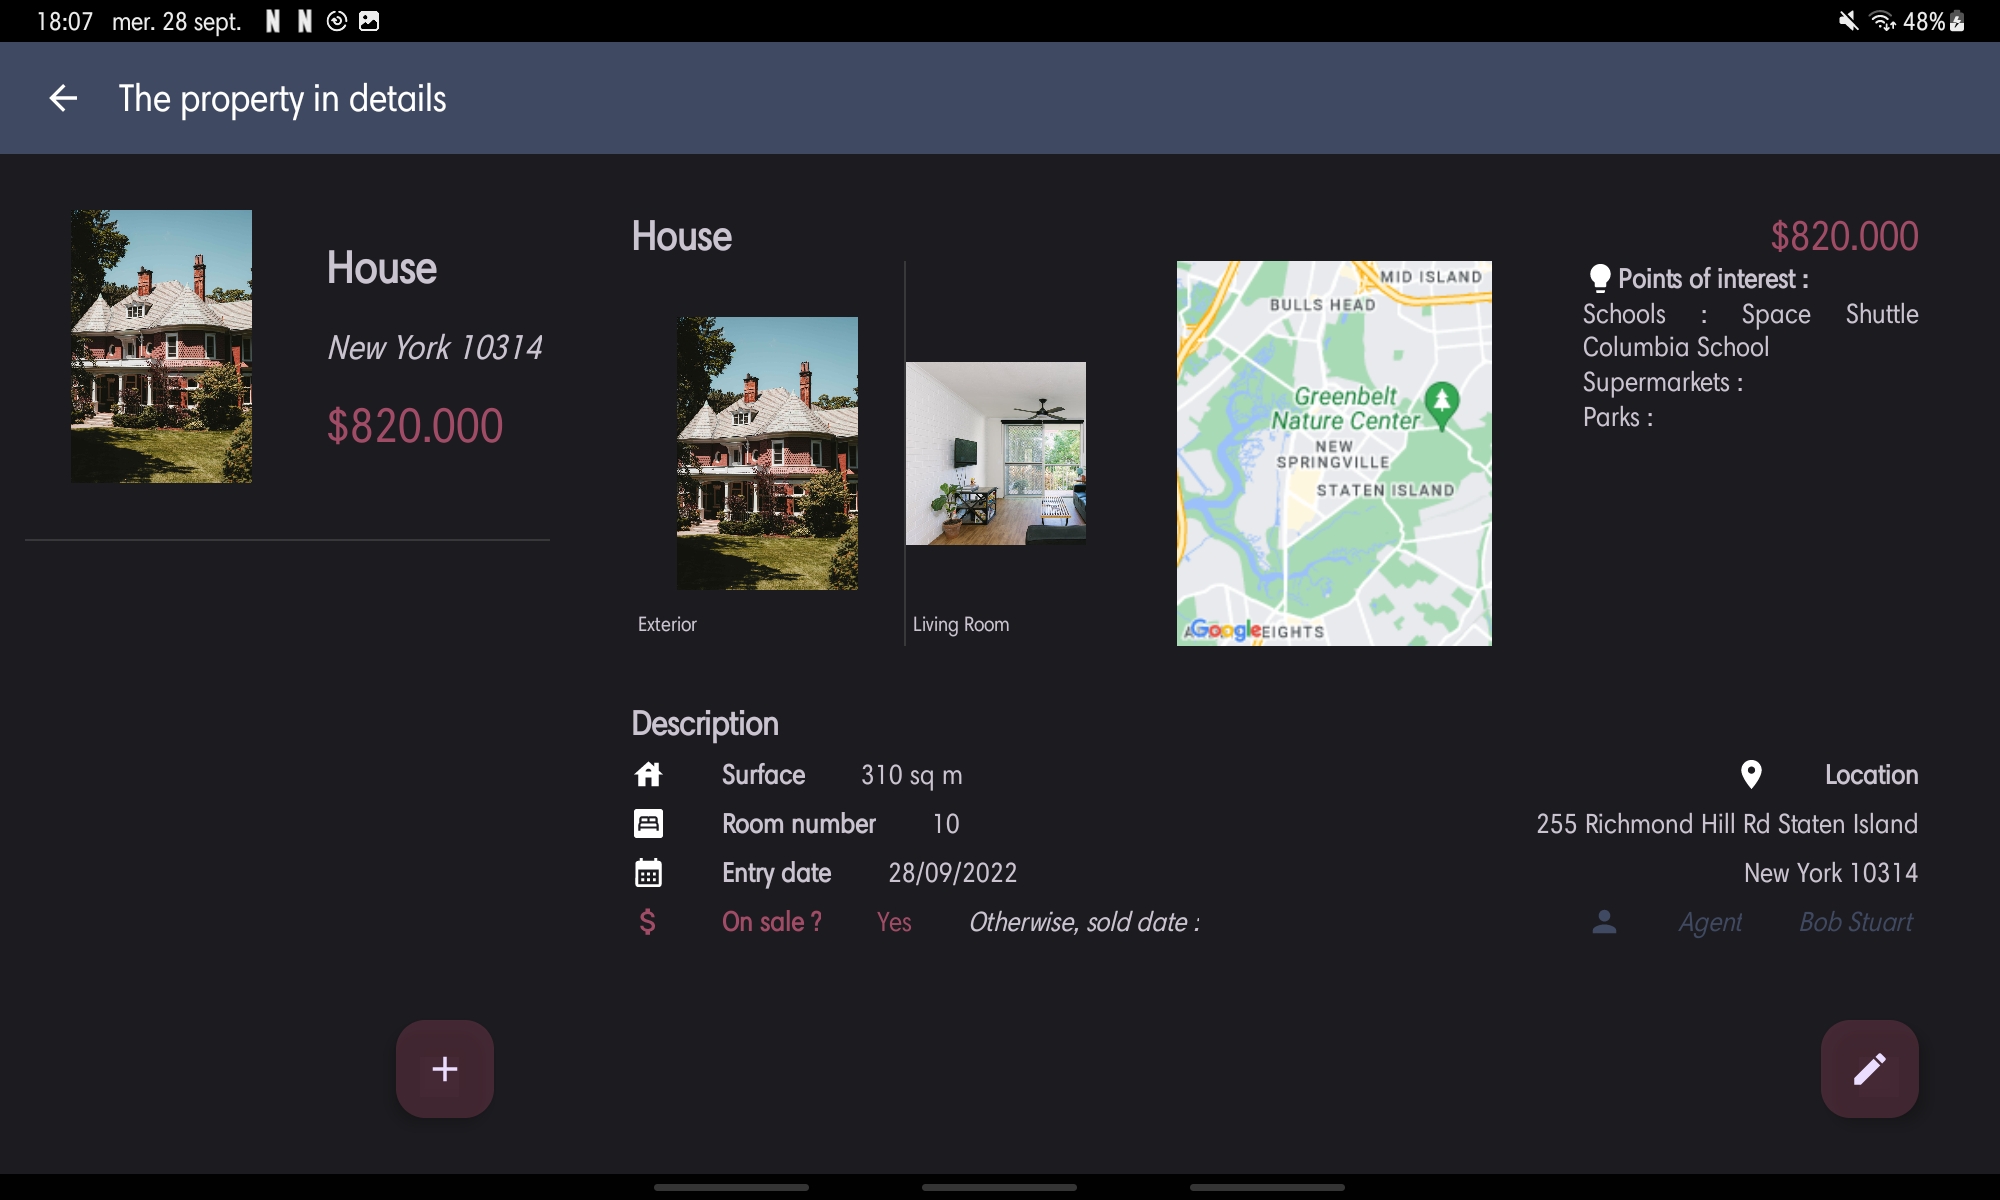 18:07 mer. 28 sept. N N 48%
The property in details
House
New York 10314
$820.000
House
$820.000
Exterior
Living Room
MID ISLAND
BULLS HEAD
Greenbelt
Nature Center
NEW
SPRINGVILLE
STATEN ISLAND
Google
EIGHTS
Points of interest :
Schools : Space Shuttle
Columbia School
Supermarkets :
Parks :
Description
Surface 310 sq m
Room number 10
Entry date 28/09/2022
$ On sale ? Yes Otherwise, sold date :
Location
255 Richmond Hill Rd Staten Island
New York 10314
Agent Bob Stuart